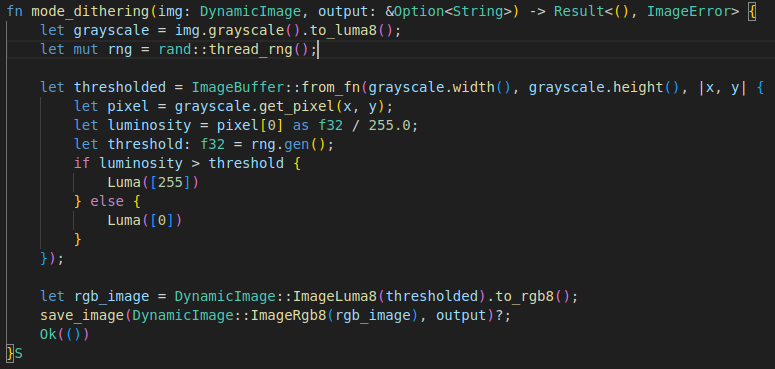 fn mode_dithering(img: DynamicImage, output: &Option<String>) -> Result<(), ImageError> {
    let grayscale = img.grayscale().to_luma8();
    let mut rng = rand::thread_rng();

    let thresholded = ImageBuffer::from_fn(grayscale.width(), grayscale.height(), |x, y| {
        let pixel = grayscale.get_pixel(x, y);
        let luminosity = pixel[0] as f32 / 255.0;
        let threshold: f32 = rng.gen();
        if luminosity > threshold {
            Luma([255])
        } else {
            Luma([0])
        }
    });

    let rgb_image = DynamicImage::ImageLuma8(thresholded).to_rgb8();
    save_image(DynamicImage::ImageRgb8(rgb_image), output)?;
    Ok(())
}S